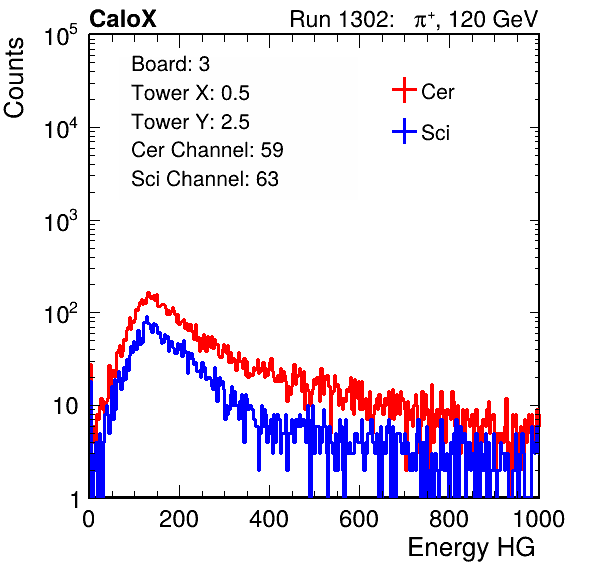 CaloX Run 1302: π⁺, 120 GeV
Counts
10⁵
10⁴
10³
10²
10
1
Board: 3
Tower X: 0.5
Tower Y: 2.5
Cer Channel: 59
Sci Channel: 63
Cer
Sci
0 200 400 600 800 1000
Energy HG